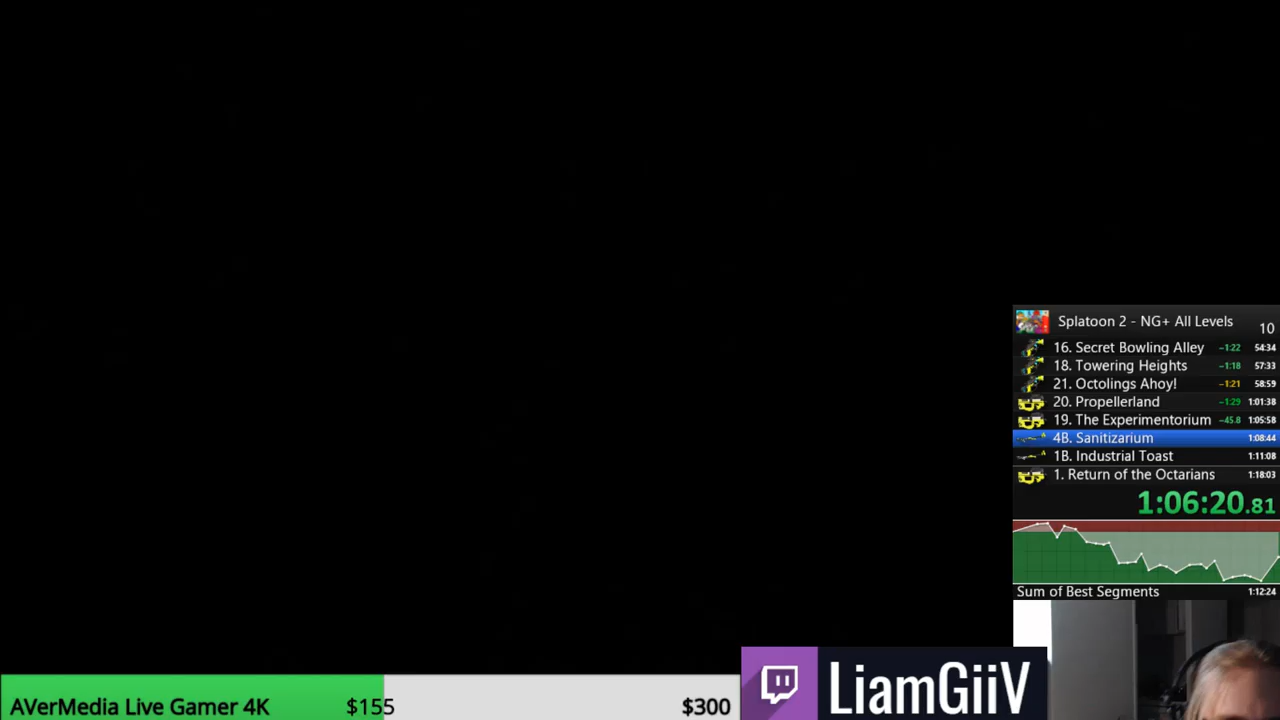 Splatoon 2 - NG+ All Levels
10
16. Secret Bowling Alley -1:22 54:34
18. Towering Heights -1:18 57:33
21. Octolings Ahoy! -1:21 58:59
20. Propellerland -1:29 1:01:38
19. The Experimentorium -45.8 1:05:58
4B. Sanitizarium 1:08:44
1B. Industrial Toast 1:11:08
1. Return of the Octarians 1:18:03
1:06:20.81
Sum of Best Segments 1:12:24
AVerMedia Live Gamer 4K $155 $300
LiamGiiV